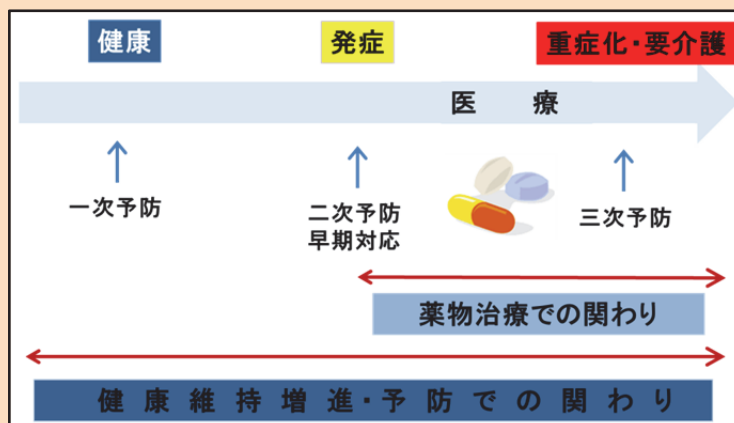 健康
発症
重症化・要介護
医 療
一次予防
二次予防
早期対応
三次予防
薬物治療での関わり
健康維持増進・予防での関わり